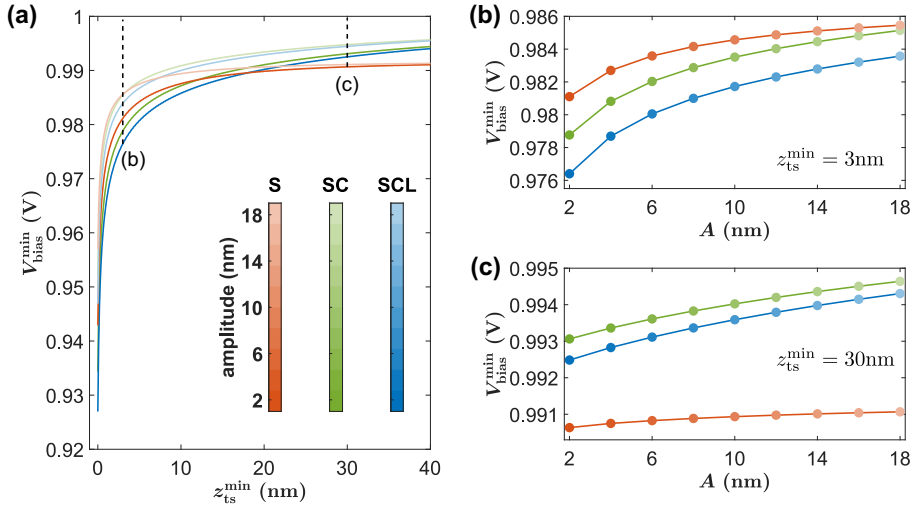 (a)
1
0.99
0.98
0.97
0.96
0.95
0.94
0.93
0.92
V_bias^min (V)
0 10 20 30 40
z_ts^min (nm)
(b)
(c)
S SC SCL
amplitude (nm)
18
14
10
6
2
(b)
0.986
0.984
0.982
0.98
0.978
0.976
V_bias^min (V)
z_ts^min = 3nm
2 6 10 14 18
A (nm)
(c)
0.995
0.994
0.993
0.992
0.991
V_bias^min (V)
z_ts^min = 30nm
2 6 10 14 18
A (nm)